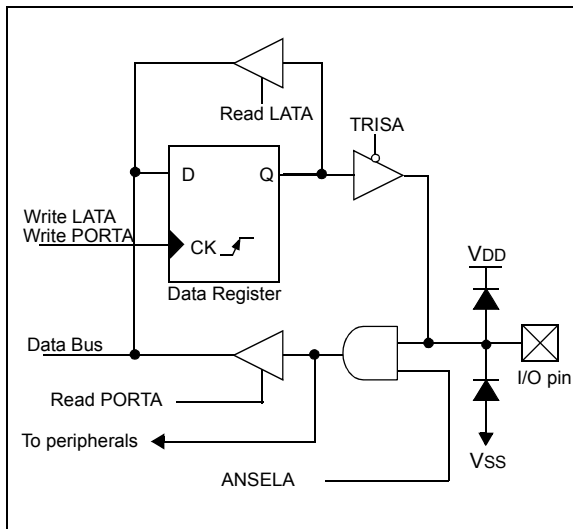 Read LATA
TRISA
D Q
Write LATA
Write PORTA
CK
Data Register
VDD
Data Bus
I/O pin
Read PORTA
To peripherals
VSS
ANSELA